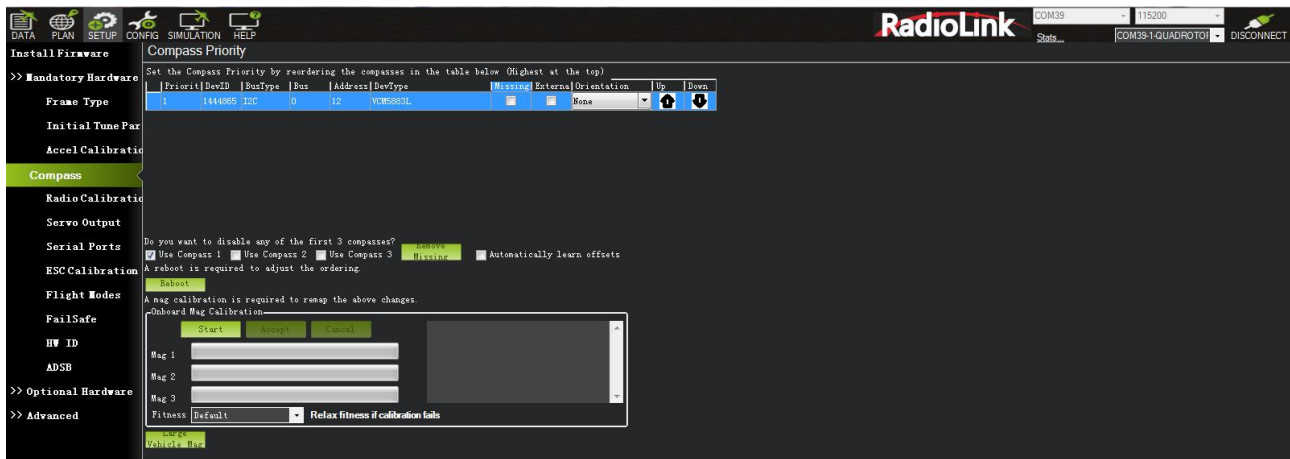 DATA PLAN SETUP CONFIG SIMULATION HELP
RadioLink
COM39 115200
Stats... COM39-1-QUADROTOR DISCONNECT
Install Firmware
Compass Priority
>> Mandatory Hardware
Set the Compass Priority by reordering the compasses in the table below (Highest at the top)
Priorit DevID BusType Bus Address DevType Missing Externa Orientation Up Down
1 1444865 I2C 0 12 VCM5883L None
Frame Type
Initial Tune Par
Accel Calibratio
Compass
Radio Calibratio
Servo Output
Serial Ports
ESC Calibration
Flight Modes
FailSafe
HW ID
ADSB
>> Optional Hardware
>> Advanced
Do you want to disable any of the first 3 compasses?
Use Compass 1 Use Compass 2 Use Compass 3 Remove Missing Automatically learn offsets
A reboot is required to adjust the ordering.
Reboot
A mag calibration is required to remap the above changes.
Onboard Mag Calibration
Start Accept Cancel
Mag 1
Mag 2
Mag 3
Fitness Default Relax fitness if calibration fails
Large
Vehicle Mag